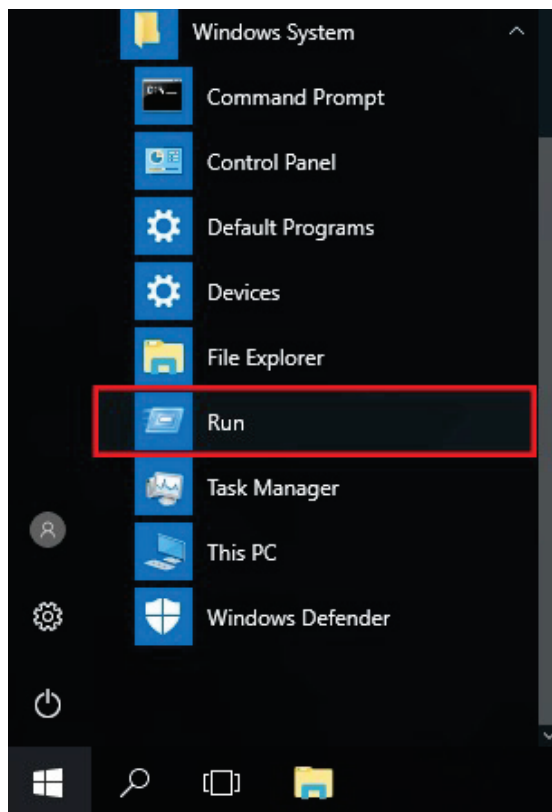 Windows System
Command Prompt
Control Panel
Default Programs
Devices
File Explorer
Run
Task Manager
This PC
Windows Defender